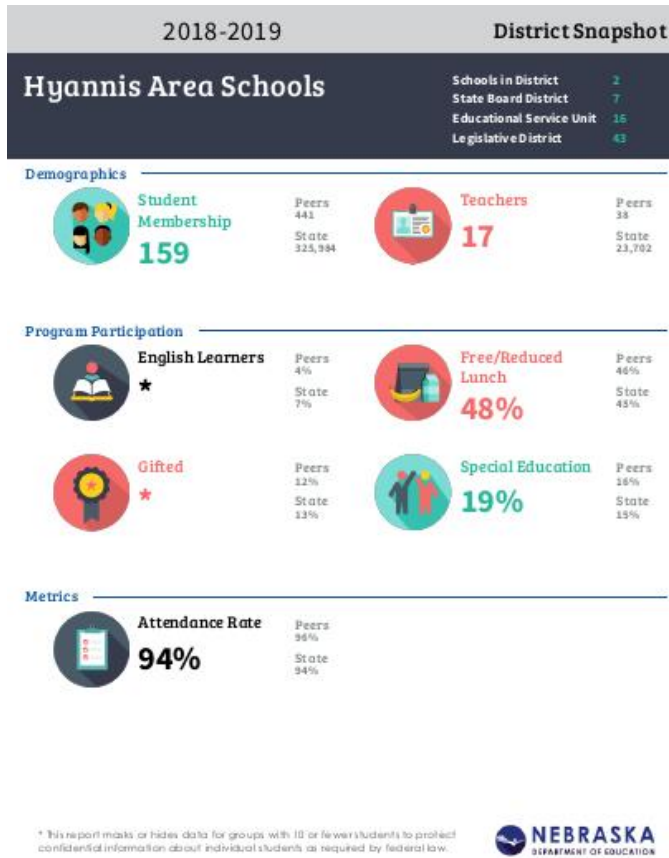 2018-2019
District Snapshot
Hyannis Area Schools
Schools in District 2
State Board District 7
Educational Service Unit 16
Legislative District 43
Demographics
Student
Membership
159
Peers
441
State
325,984
Teachers
17
Peers
38
State
23,702
Program Participation
English Learners
*
Peers
4%
State
7%
Free/Reduced
Lunch
48%
Peers
46%
State
45%
Gifted
*
Peers
12%
State
13%
Special Education
19%
Peers
16%
State
15%
Metrics
Attendance Rate
94%
Peers
96%
State
94%
* This report masks or hides data for groups with 10 or fewer students to protect
confidential information about individual students as required by federal law.
NEBRASKA
DEPARTMENT OF EDUCATION